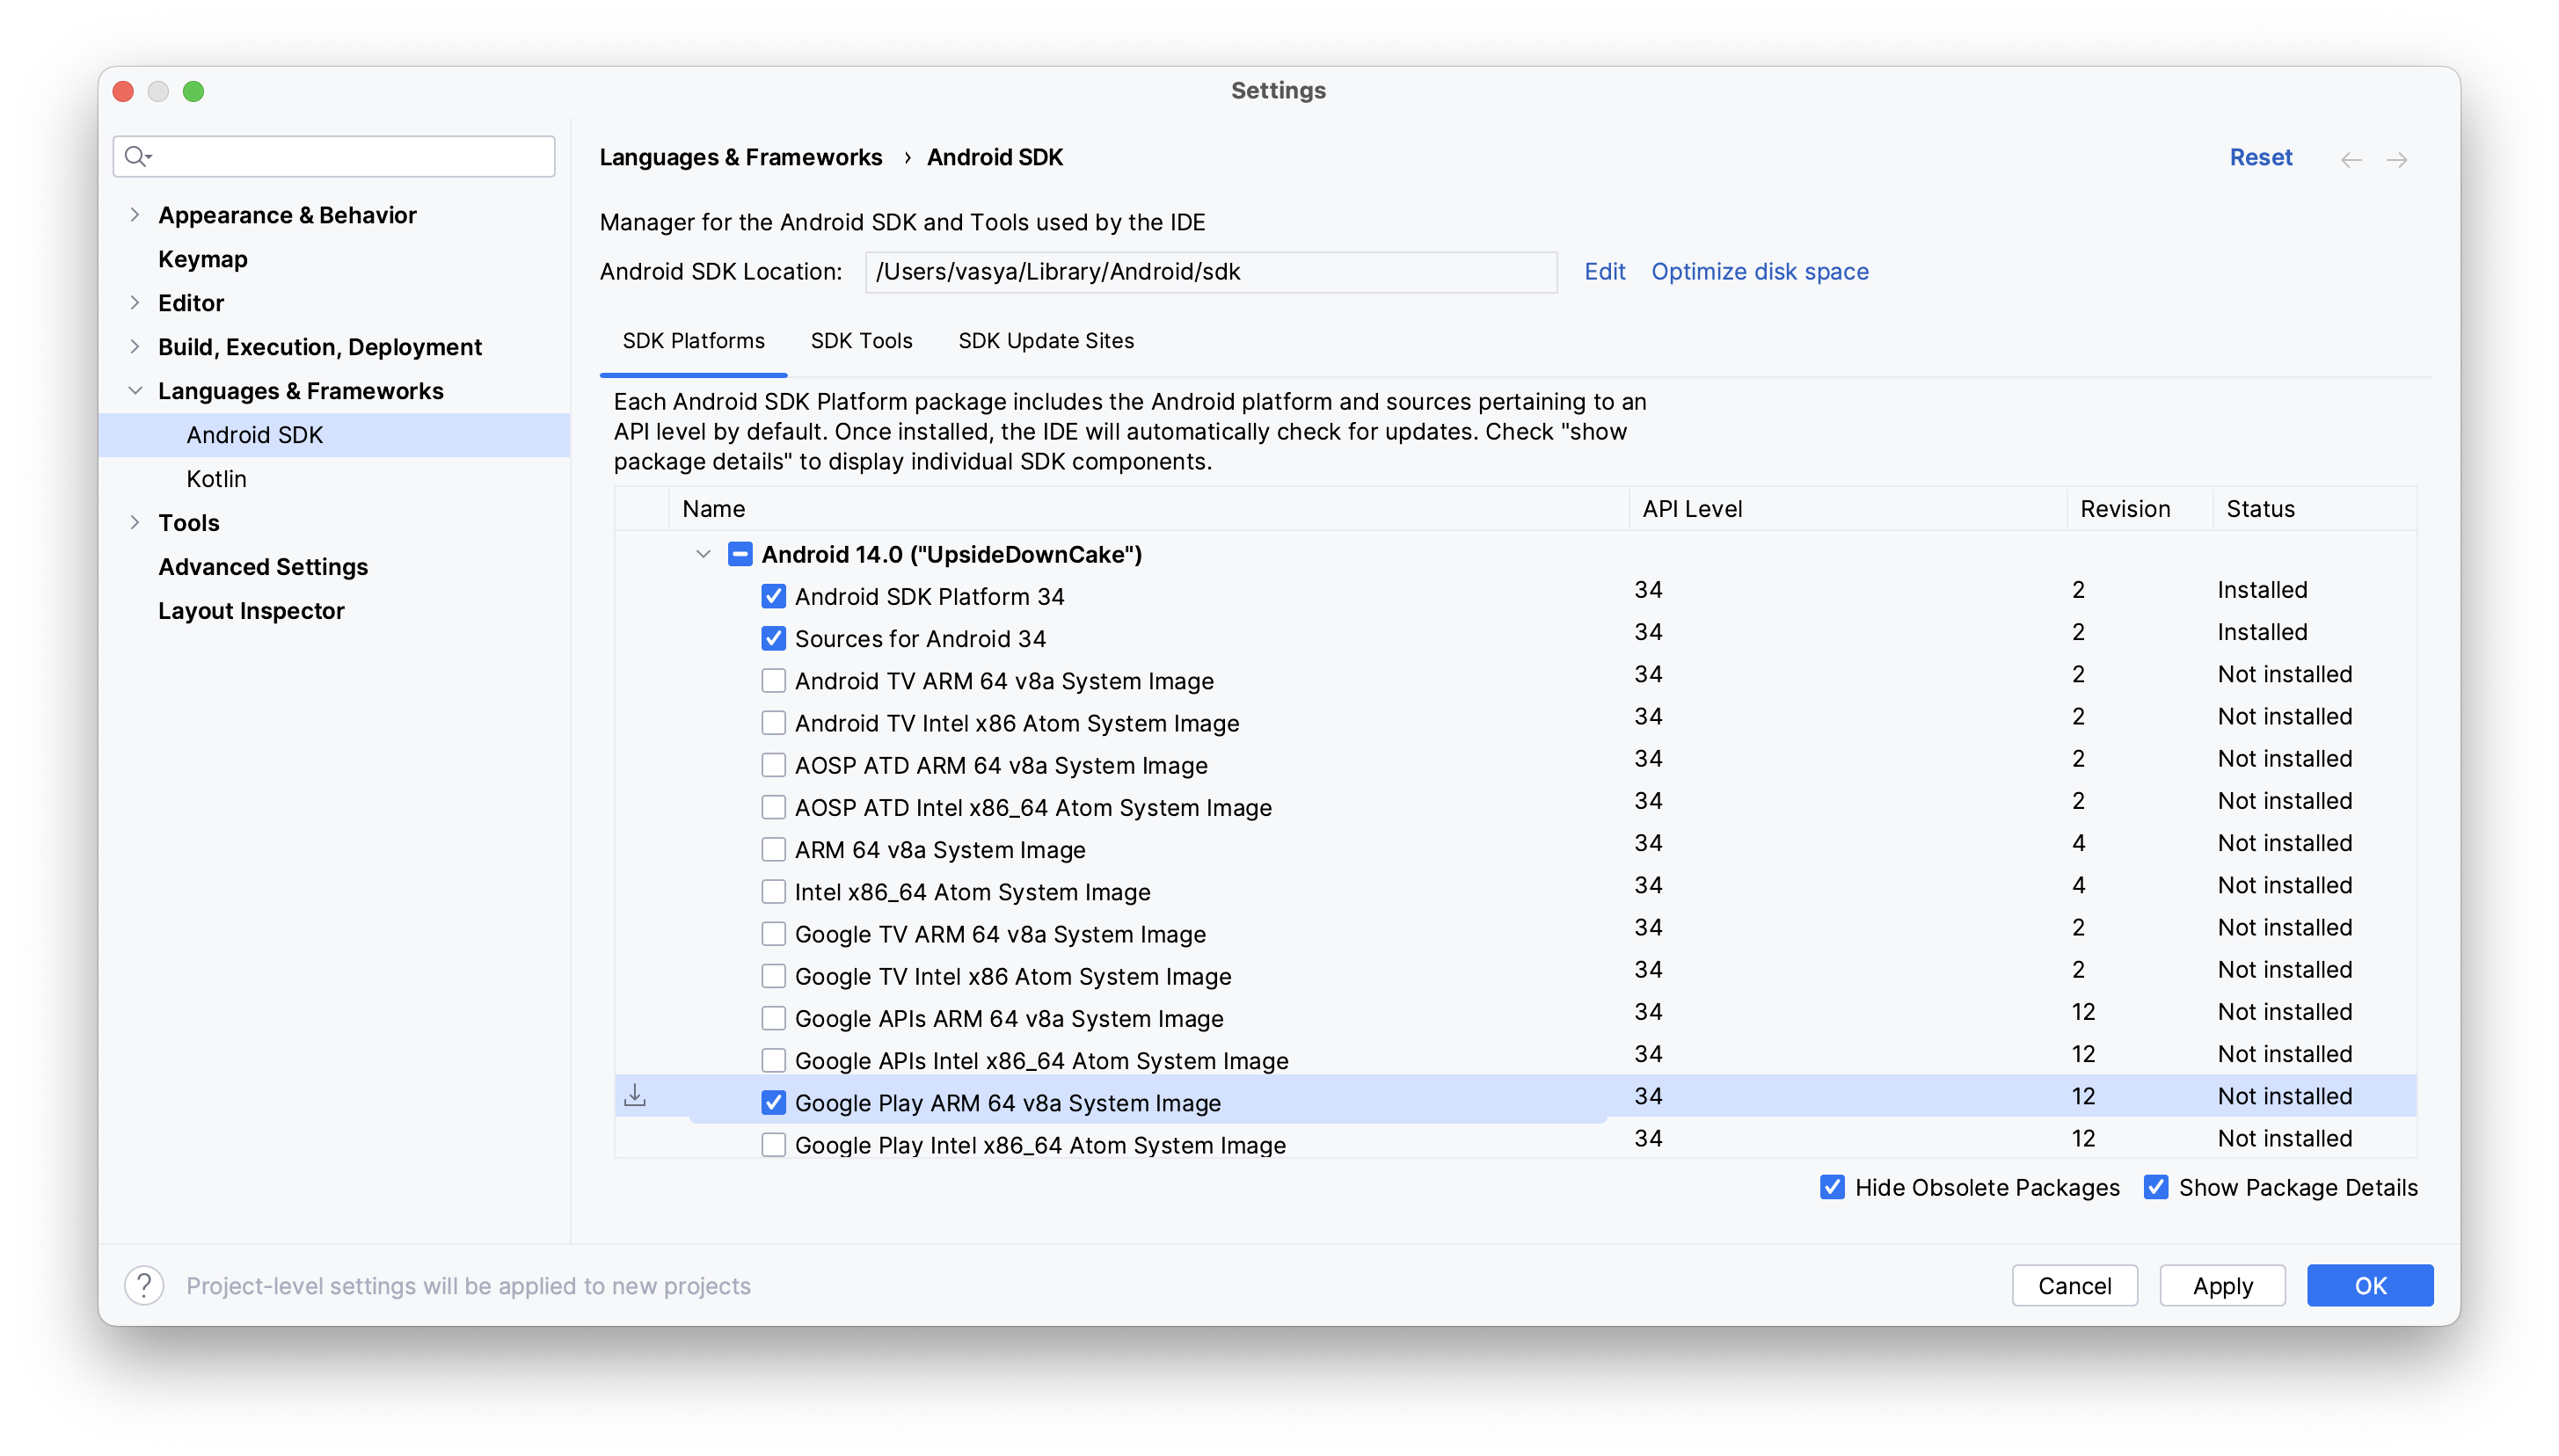 Settings
Appearance & Behavior
Keymap
Editor
Build, Execution, Deployment
Languages & Frameworks
Android SDK
Kotlin
Tools
Advanced Settings
Layout Inspector
Languages & Frameworks › Android SDK
Reset
Manager for the Android SDK and Tools used by the IDE
Android SDK Location: /Users/vasya/Library/Android/sdk Edit Optimize disk space
SDK Platforms SDK Tools SDK Update Sites
Each Android SDK Platform package includes the Android platform and sources pertaining to an
API level by default. Once installed, the IDE will automatically check for updates. Check "show
package details" to display individual SDK components.
Name API Level Revision Status
Android 14.0 ("UpsideDownCake")
Android SDK Platform 34 34 2 Installed
Sources for Android 34 34 2 Installed
Android TV ARM 64 v8a System Image 34 2 Not installed
Android TV Intel x86 Atom System Image 34 2 Not installed
AOSP ATD ARM 64 v8a System Image 34 2 Not installed
AOSP ATD Intel x86_64 Atom System Image 34 2 Not installed
ARM 64 v8a System Image 34 4 Not installed
Intel x86_64 Atom System Image 34 4 Not installed
Google TV ARM 64 v8a System Image 34 2 Not installed
Google TV Intel x86 Atom System Image 34 2 Not installed
Google APIs ARM 64 v8a System Image 34 12 Not installed
Google APIs Intel x86_64 Atom System Image 34 12 Not installed
Google Play ARM 64 v8a System Image 34 12 Not installed
Google Play Intel x86_64 Atom System Image 34 12 Not installed
Hide Obsolete Packages Show Package Details
? Project-level settings will be applied to new projects
Cancel Apply OK